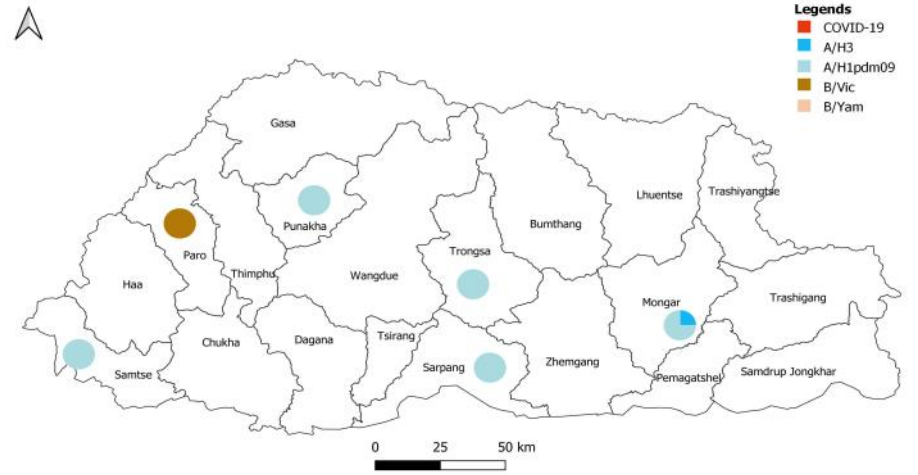 Legends
COVID-19
A/H3
A/H1pdm09
B/Vic
B/Yam
Gasa
Punakha
Paro
Thimphu
Haa
Wangdue
Trongsa
Bumthang
Lhuentse
Trashiyangtse
Mongar
Trashigang
Samtse
Chukha
Dagana
Tsirang
Sarpang
Zhemgang
Pemagatshel
Samdrup Jongkhar
0 25 50 km